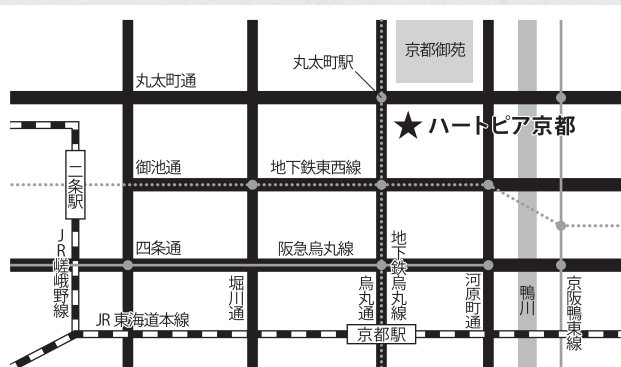 京都御苑
丸太町駅
丸太町通
★ハートピア京都
御池通
地下鉄東西線
二条駅
四条通
阪急烏丸線
JR嵯峨野線
堀川通
烏丸通
地下鉄烏丸線
河原町通
鴨川
京阪鴨東線
JR東海道本線
京都駅